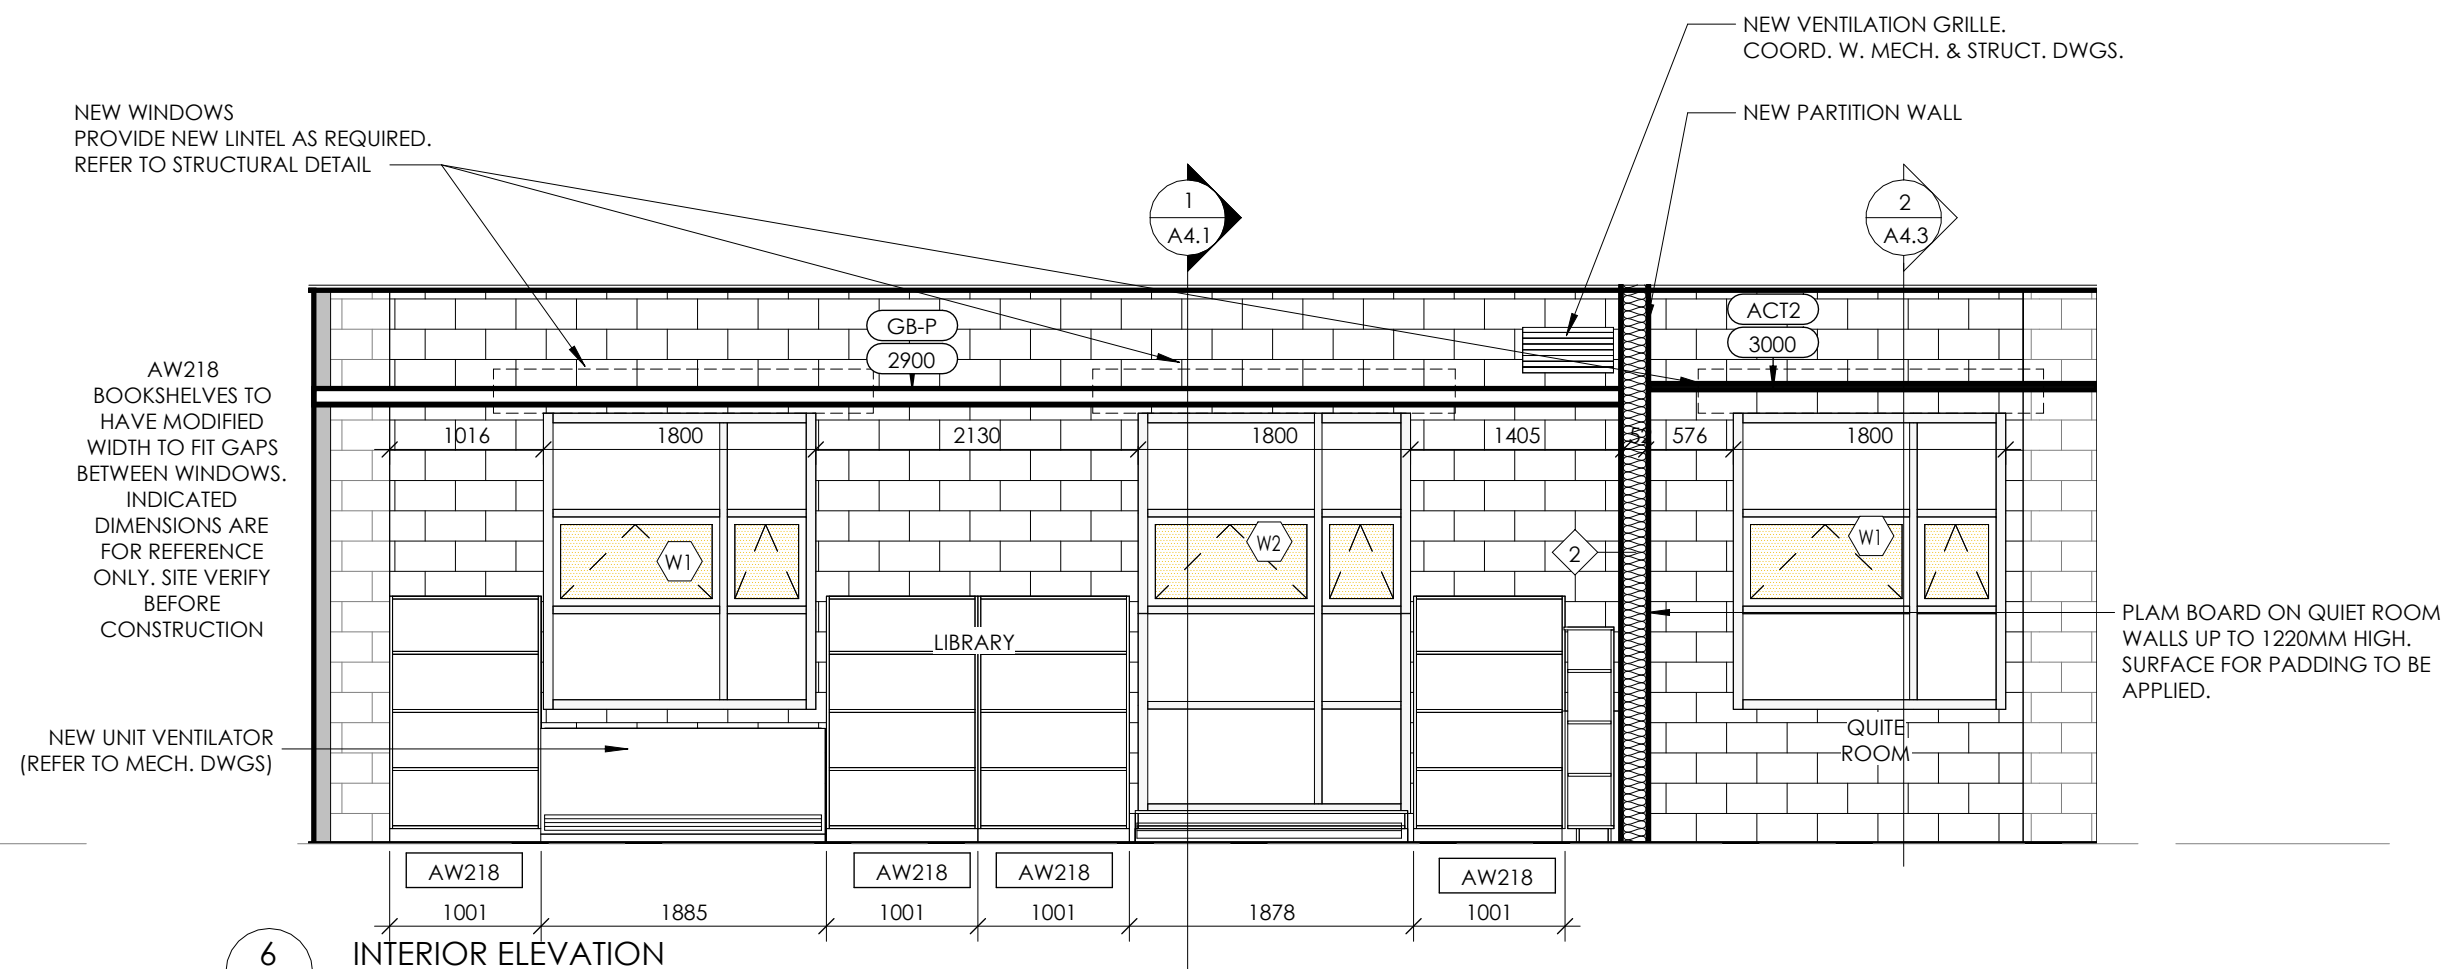 NEW VENTILATION GRILLE.
COORD. W. MECH. & STRUCT. DWGS.
NEW WINDOWS
PROVIDE NEW LINTEL AS REQUIRED.
REFER TO STRUCTURAL DETAIL
NEW PARTITION WALL
1
A4.1
2
A4.3
GB-P
2900
ACT2
3000
AW218
BOOKSHELVES TO
HAVE MODIFIED
WIDTH TO FIT GAPS
BETWEEN WINDOWS.
INDICATED
DIMENSIONS ARE
FOR REFERENCE
ONLY. SITE VERIFY
BEFORE
CONSTRUCTION
1016
1800
2130
1800
1405
576
1800
W1
W2
W1
2
LIBRARY
PLAM BOARD ON QUIET ROOM
WALLS UP TO 1220MM HIGH.
SURFACE FOR PADDING TO BE
APPLIED.
QUITE
ROOM
NEW UNIT VENTILATOR
(REFER TO MECH. DWGS)
AW218
AW218
AW218
AW218
1001
1885
1001
1001
1878
1001
6
INTERIOR ELEVATION